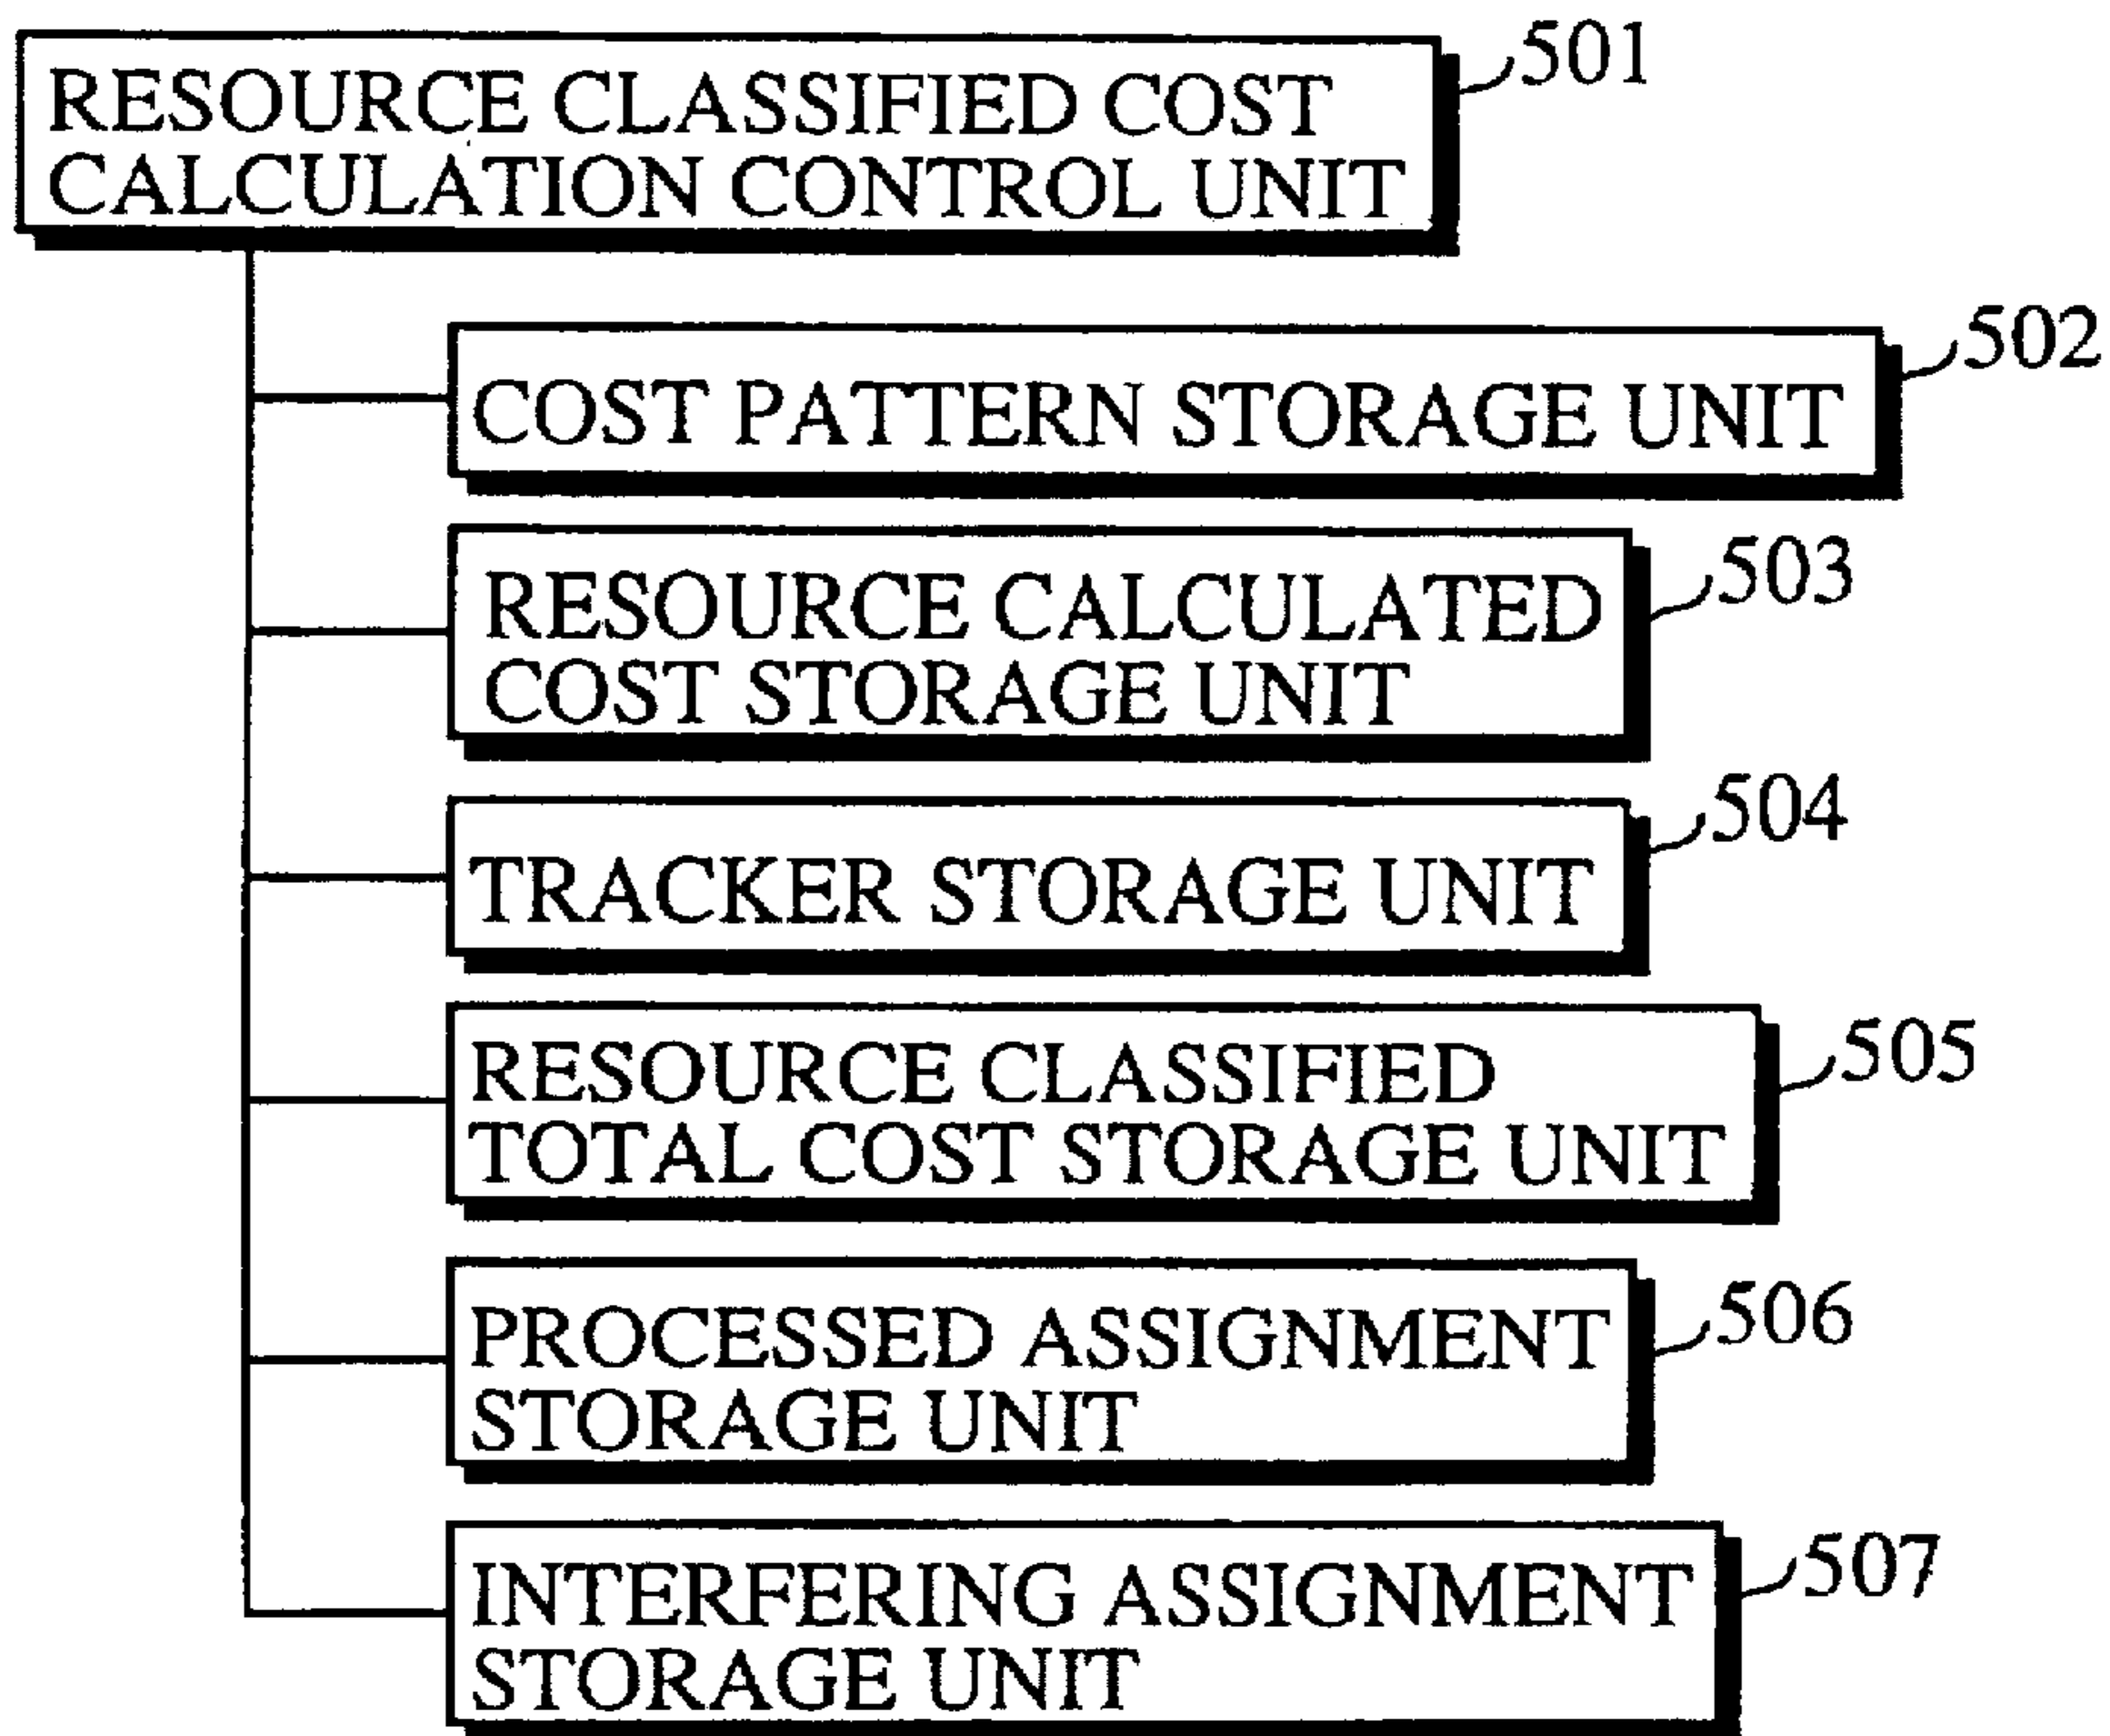 RESOURCE CLASSIFIED COST
CALCULATION CONTROL UNIT
501
COST PATTERN STORAGE UNIT
502
RESOURCE CALCULATED
COST STORAGE UNIT
503
TRACKER STORAGE UNIT
504
RESOURCE CLASSIFIED
TOTAL COST STORAGE UNIT
505
PROCESSED ASSIGNMENT
STORAGE UNIT
506
INTERFERING ASSIGNMENT
STORAGE UNIT
507